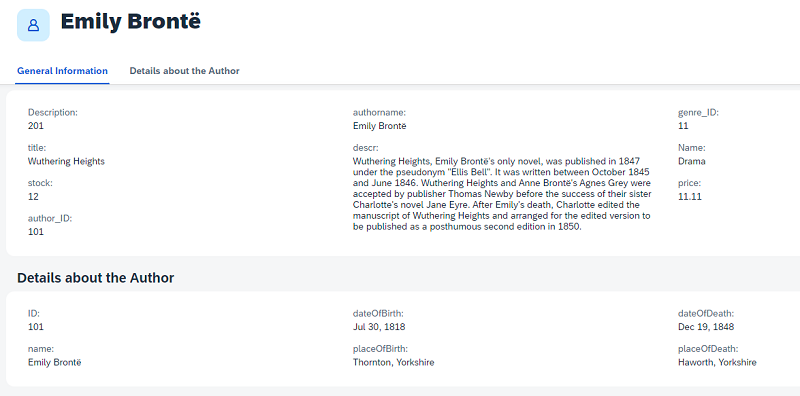 Emily Brontë
General Information Details about the Author
Description:
201
title:
Wuthering Heights
stock:
12
author_ID:
101
authorname:
Emily Brontë
descr:
Wuthering Heights, Emily Brontë's only novel, was published in 1847
under the pseudonym "Ellis Bell". It was written between October 1845
and June 1846. Wuthering Heights and Anne Brontë's Agnes Grey were
accepted by publisher Thomas Newby before the success of their sister
Charlotte's novel Jane Eyre. After Emily's death, Charlotte edited the
manuscript of Wuthering Heights and arranged for the edited version to
be published as a posthumous second edition in 1850.
genre_ID:
11
Name:
Drama
price:
11.11
Details about the Author
ID:
101
name:
Emily Brontë
dateOfBirth:
Jul 30, 1818
placeOfBirth:
Thornton, Yorkshire
dateOfDeath:
Dec 19, 1848
placeOfDeath:
Haworth, Yorkshire